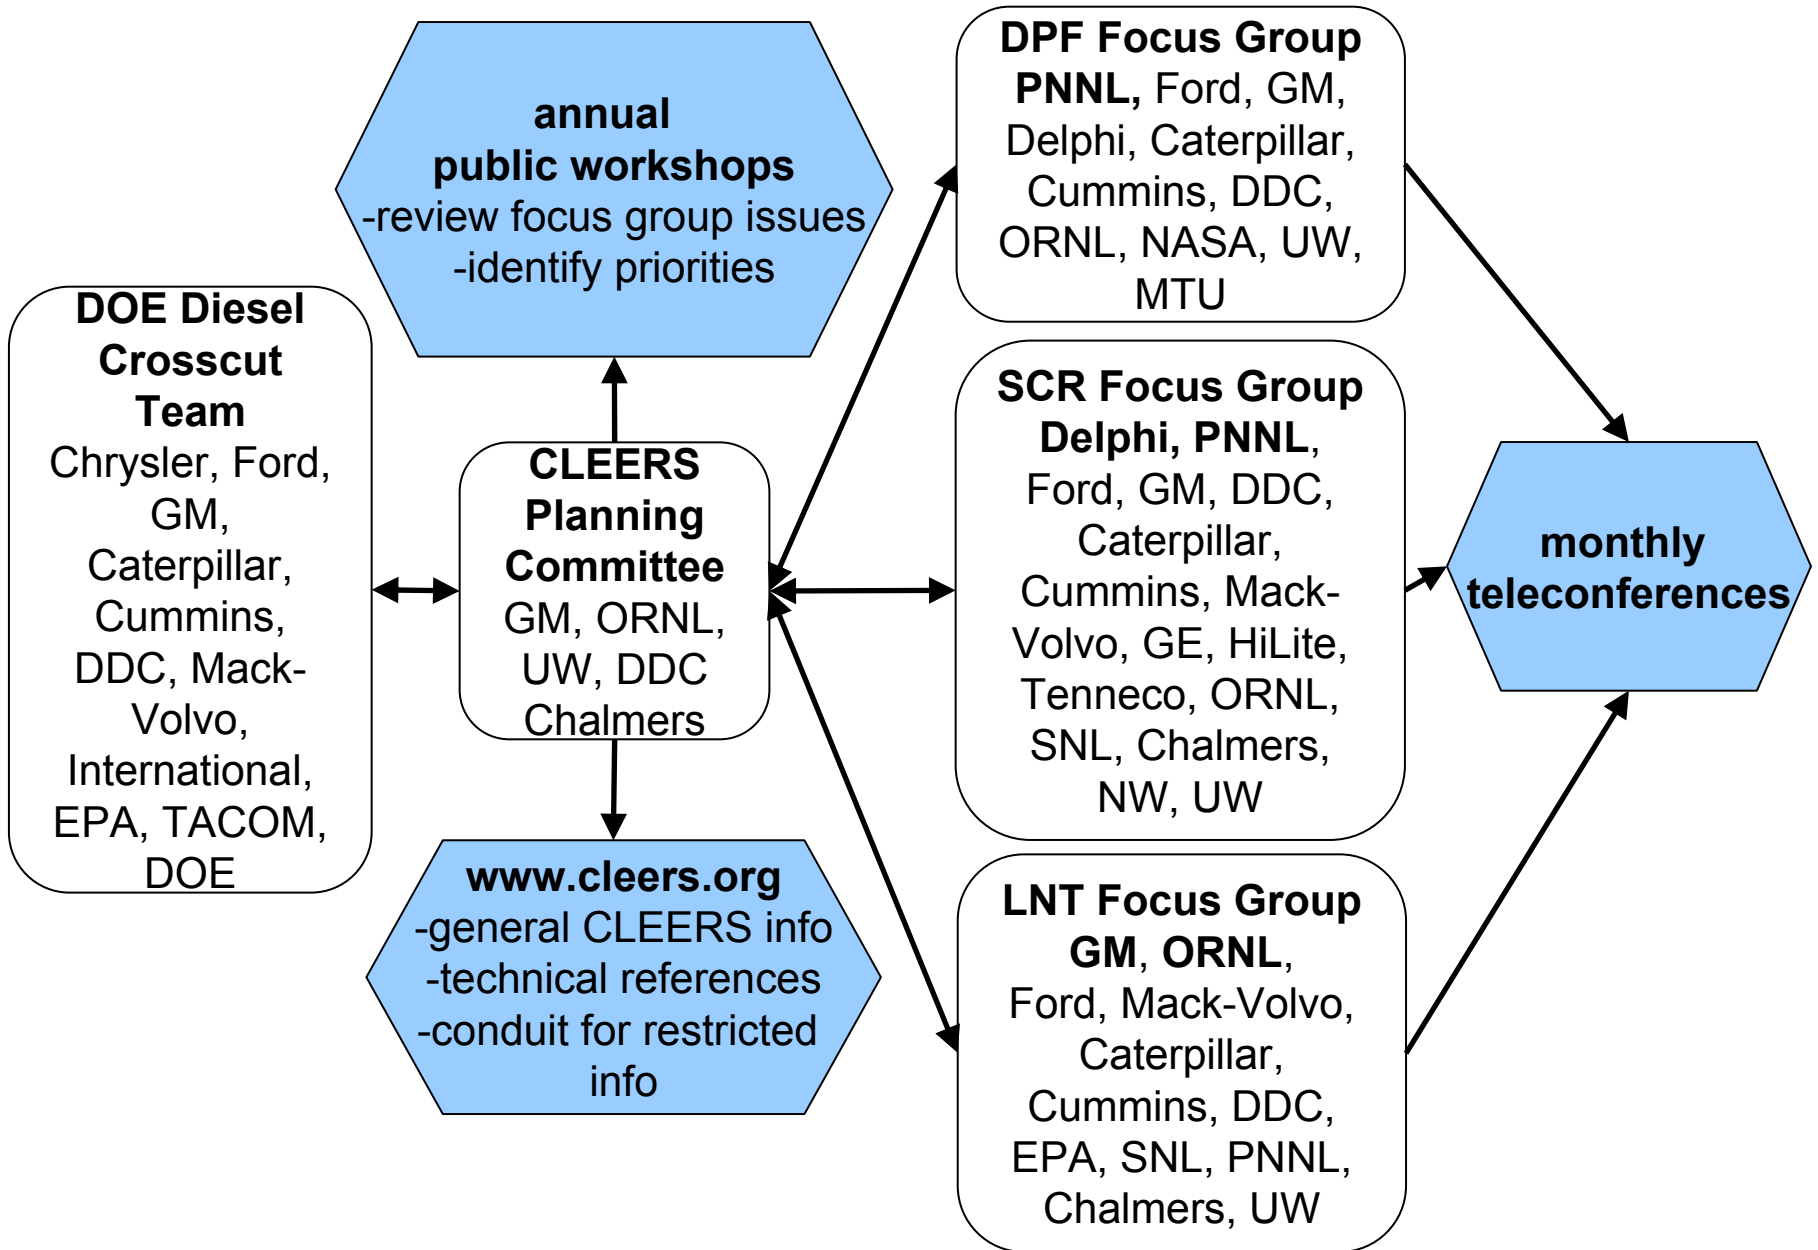 DOE Diesel
Crosscut
Team
Chrysler, Ford,
GM,
Caterpillar,
Cummins,
DDC, Mack-
Volvo,
International,
EPA, TACOM,
DOE
annual
public workshops
-review focus group issues
-identify priorities
CLEERS
Planning
Committee
GM, ORNL,
UW, DDC
Chalmers
www.cleers.org
-general CLEERS info
-technical references
-conduit for restricted
info
DPF Focus Group
PNNL, Ford, GM,
Delphi, Caterpillar,
Cummins, DDC,
ORNL, NASA, UW,
MTU
SCR Focus Group
Delphi, PNNL,
Ford, GM, DDC,
Caterpillar,
Cummins, Mack-
Volvo, GE, HiLite,
Tenneco, ORNL,
SNL, Chalmers,
NW, UW
LNT Focus Group
GM, ORNL,
Ford, Mack-Volvo,
Caterpillar,
Cummins, DDC,
EPA, SNL, PNNL,
Chalmers, UW
monthly
teleconferences